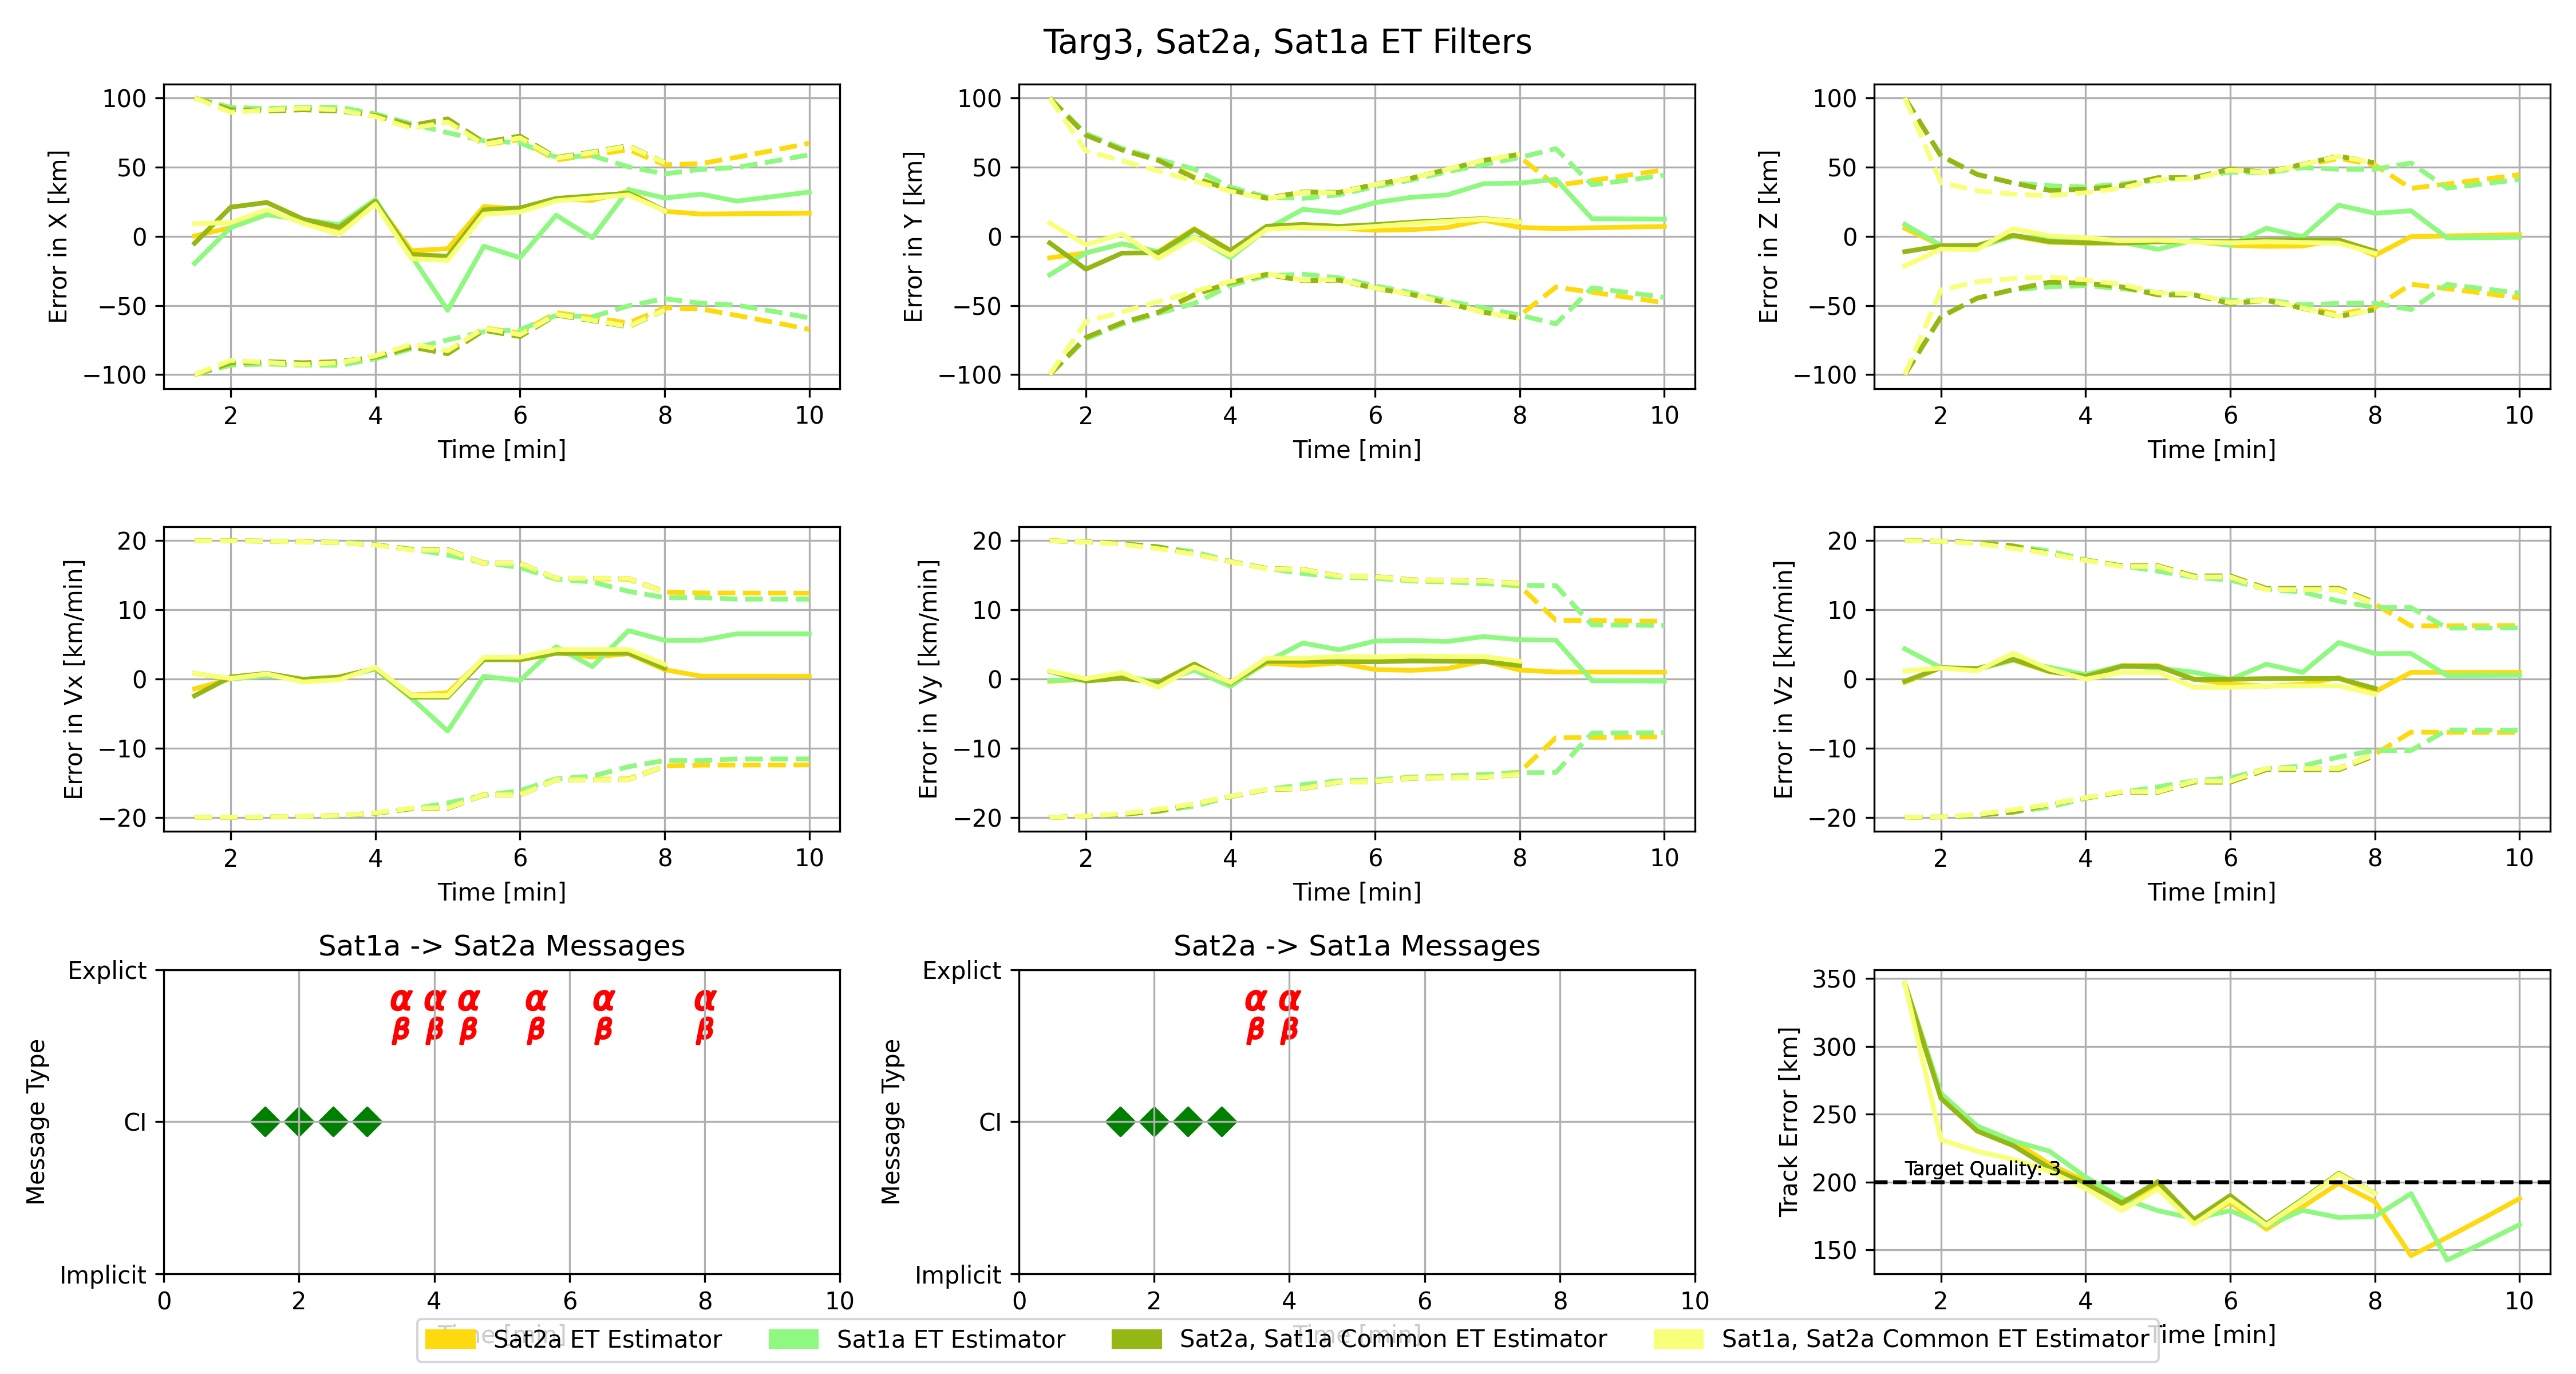 Targ3, Sat2a, Sat1a ET Filters
100
50
0
−50
−100
Error in X [km]
2 4 6 8 10
Time [min]
100
50
0
−50
−100
Error in Y [km]
2 4 6 8 10
Time [min]
100
50
0
−50
−100
Error in Z [km]
2 4 6 8 10
Time [min]
20
10
0
−10
−20
Error in Vx [km/min]
2 4 6 8 10
Time [min]
20
10
0
−10
−20
Error in Vy [km/min]
2 4 6 8 10
Time [min]
20
10
0
−10
−20
Error in Vz [km/min]
2 4 6 8 10
Time [min]
Sat1a -> Sat2a Messages
Explict
CI
Implicit
Message Type
α α α α α α
β β β β β β
0 2 4 6 8 10
Time [min]
Sat2a -> Sat1a Messages
Explict
CI
Implicit
Message Type
α α
β β
0 2 4 6 8 10
Time [min]
350
300
250
200
150
Track Error [km]
Target Quality: 3
2 4 6 8 10
Time [min]
Sat2a ET Estimator
Sat1a ET Estimator
Sat2a, Sat1a Common ET Estimator
Sat1a, Sat2a Common ET Estimator